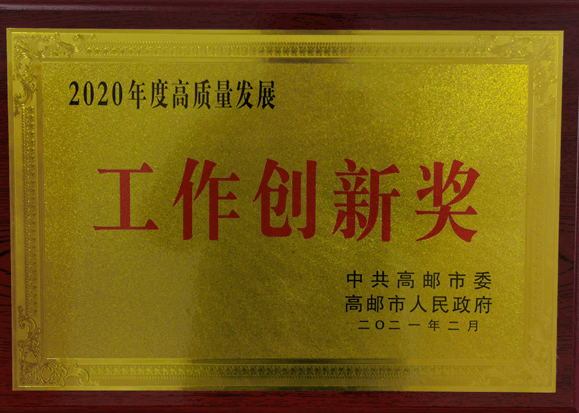 2020年度高质量发展
工作创新奖
中共高邮市委
高邮市人民政府
二〇二一年二月